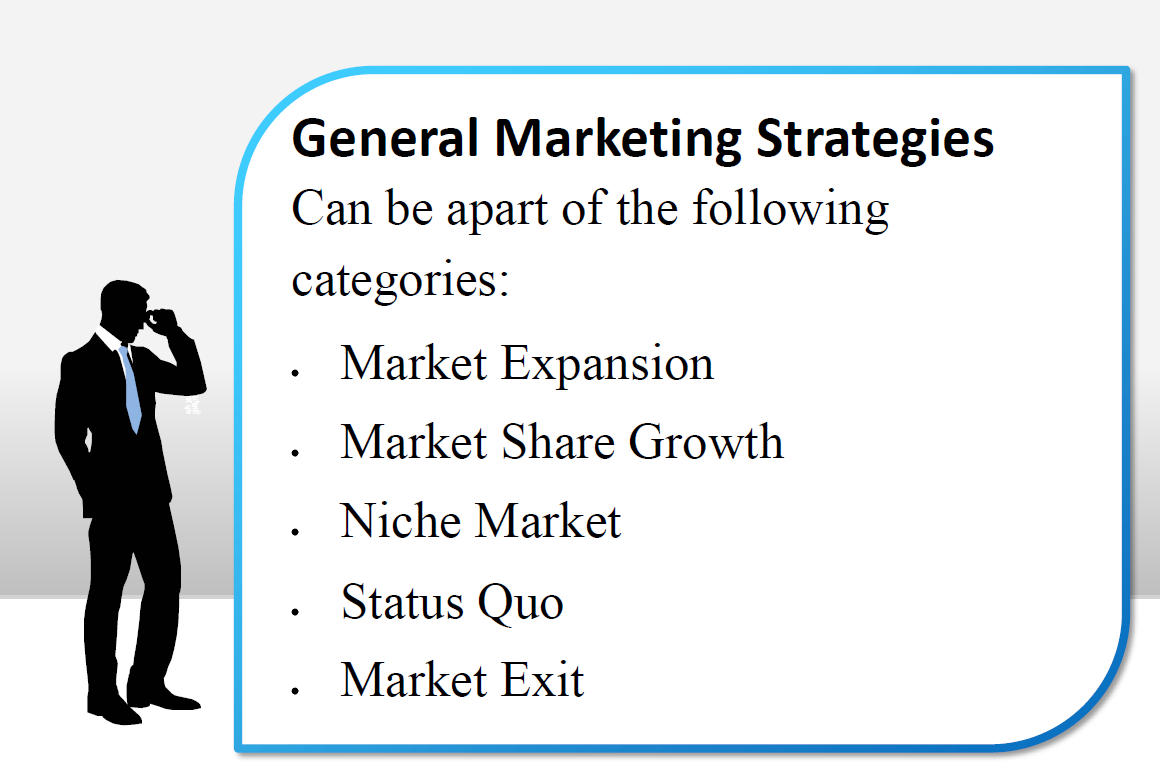 General Marketing Strategies
Can be apart of the following
categories:
• Market Expansion
• Market Share Growth
• Niche Market
• Status Quo
• Market Exit